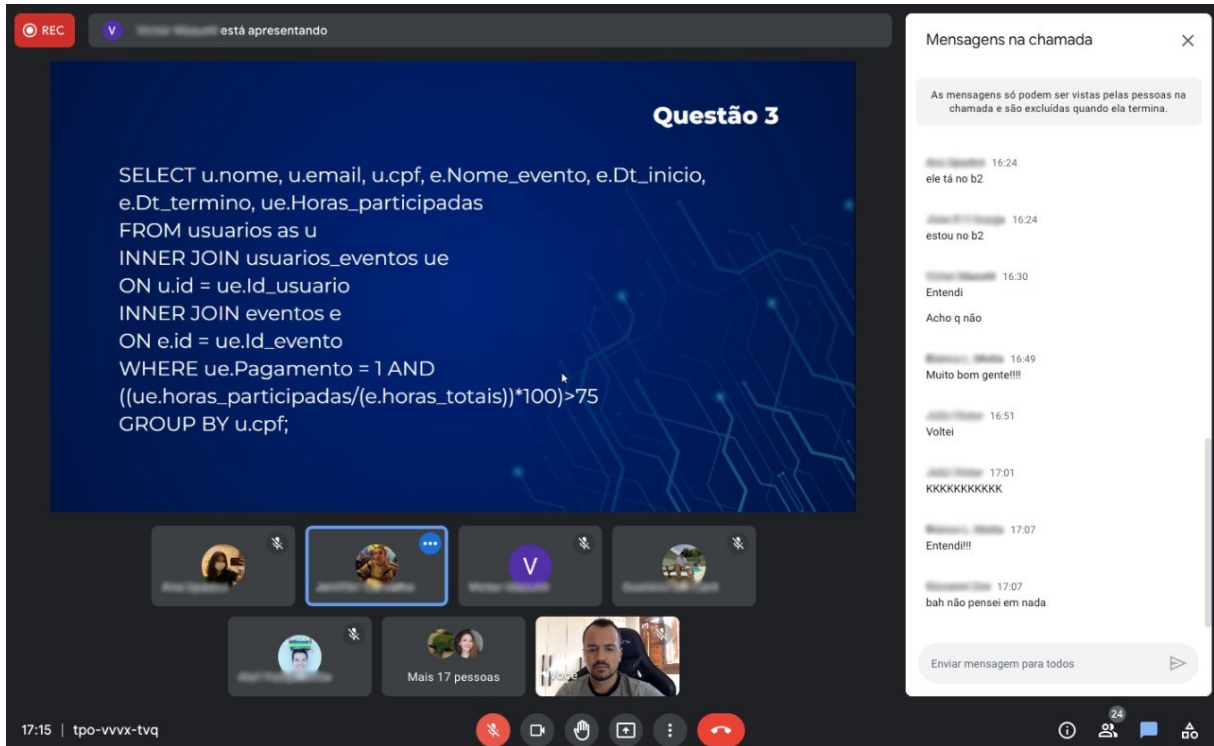 REC
V
está apresentando
Questão 3
SELECT u.nome, u.email, u.cpf, e.Nome_evento, e.Dt_inicio,
e.Dt_termino, ue.Horas_participadas
FROM usuarios as u
INNER JOIN usuarios_eventos ue
ON u.id = ue.Id_usuario
INNER JOIN eventos e
ON e.id = ue.Id_evento
WHERE ue.Pagamento = 1 AND
((ue.horas_participadas/(e.horas_totais))*100)>75
GROUP BY u.cpf;
V
Mais 17 pessoas
Você
17:15 | tpo-vvvx-tvq
Mensagens na chamada
As mensagens só podem ser vistas pelas pessoas na
chamada e são excluídas quando ela termina.
16:24
ele tá no b2
16:24
estou no b2
16:30
Entendi
Acho q não
16:49
Muito bom gente!!!!
16:51
Voltei
17:01
KKKKKKKKKKK
17:07
Entendi!!!
17:07
bah não pensei em nada
Enviar mensagem para todos
24